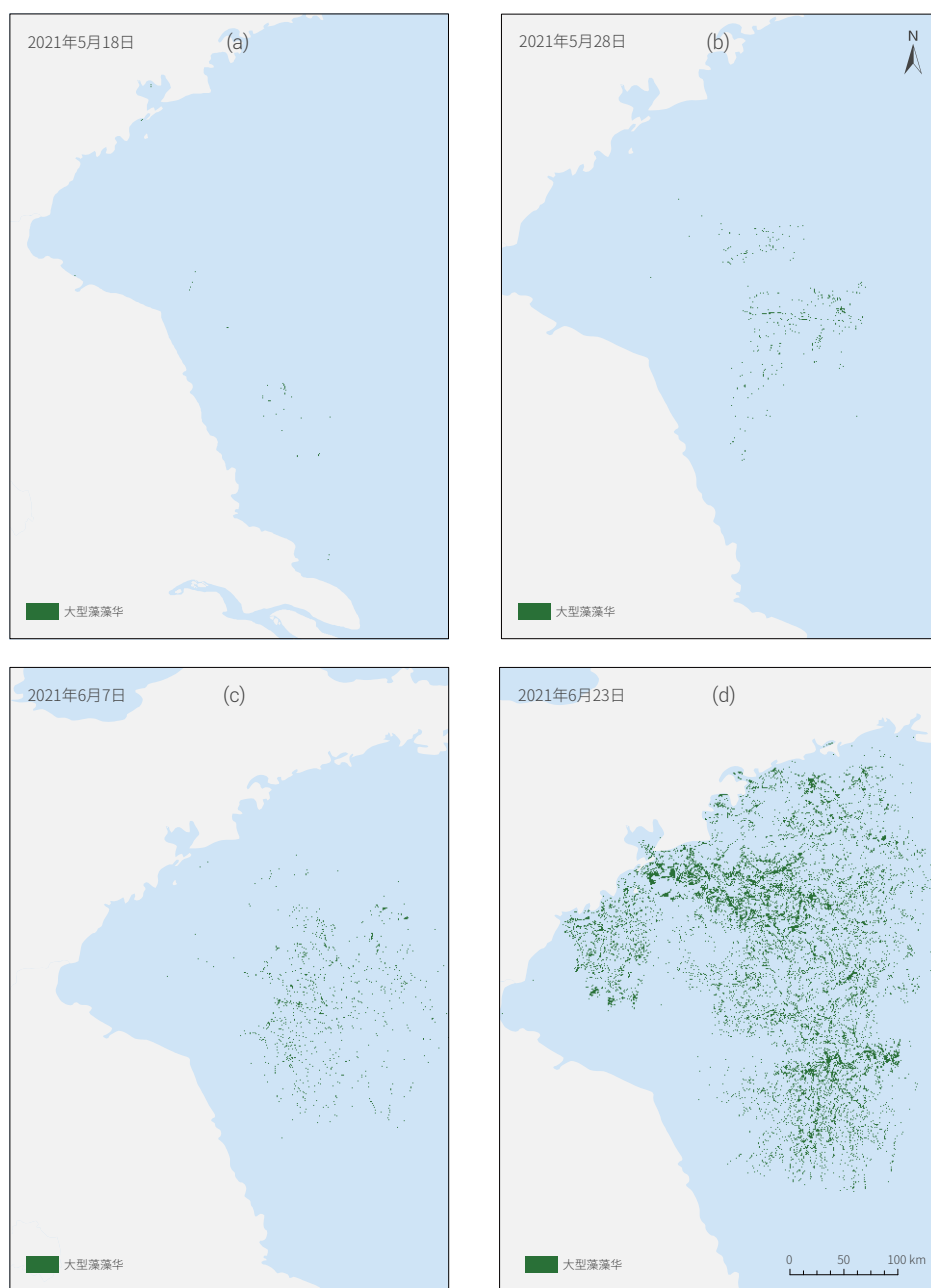 2021年5月18日
(a)
大型藻藻华
2021年5月28日
(b)
N
大型藻藻华
2021年6月7日
(c)
大型藻藻华
2021年6月23日
(d)
大型藻藻华
0 50 100 km